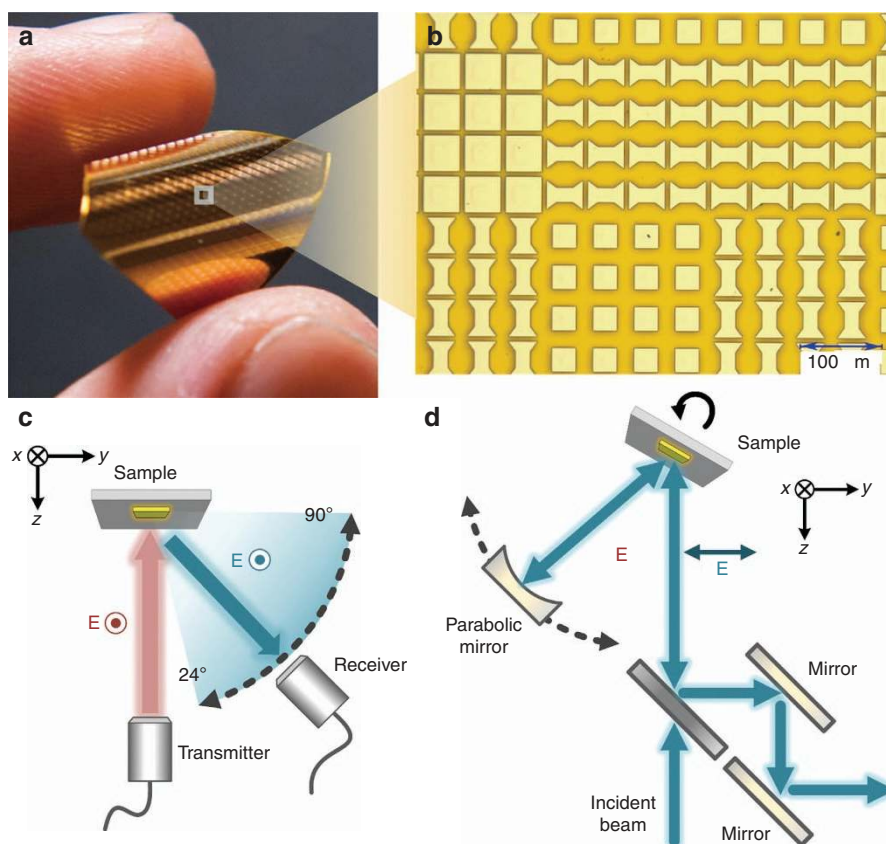 a
b
100 m
c
x
y
z
Sample
90°
E
E
24°
Receiver
Transmitter
d
Sample
x
y
z
E
E
Parabolic
mirror
Mirror
Incident
beam
Mirror